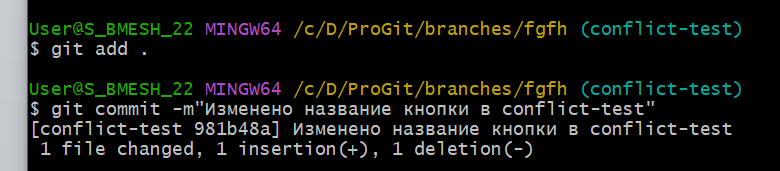 User@S_BMESH_22 MINGW64 /c/D/ProGit/branches/fgfh (conflict-test)
$ git add .
User@S_BMESH_22 MINGW64 /c/D/ProGit/branches/fgfh (conflict-test)
$ git commit -m"Изменено название кнопки в conflict-test"
[conflict-test 981b48a] Изменено название кнопки в conflict-test
 1 file changed, 1 insertion(+), 1 deletion(-)